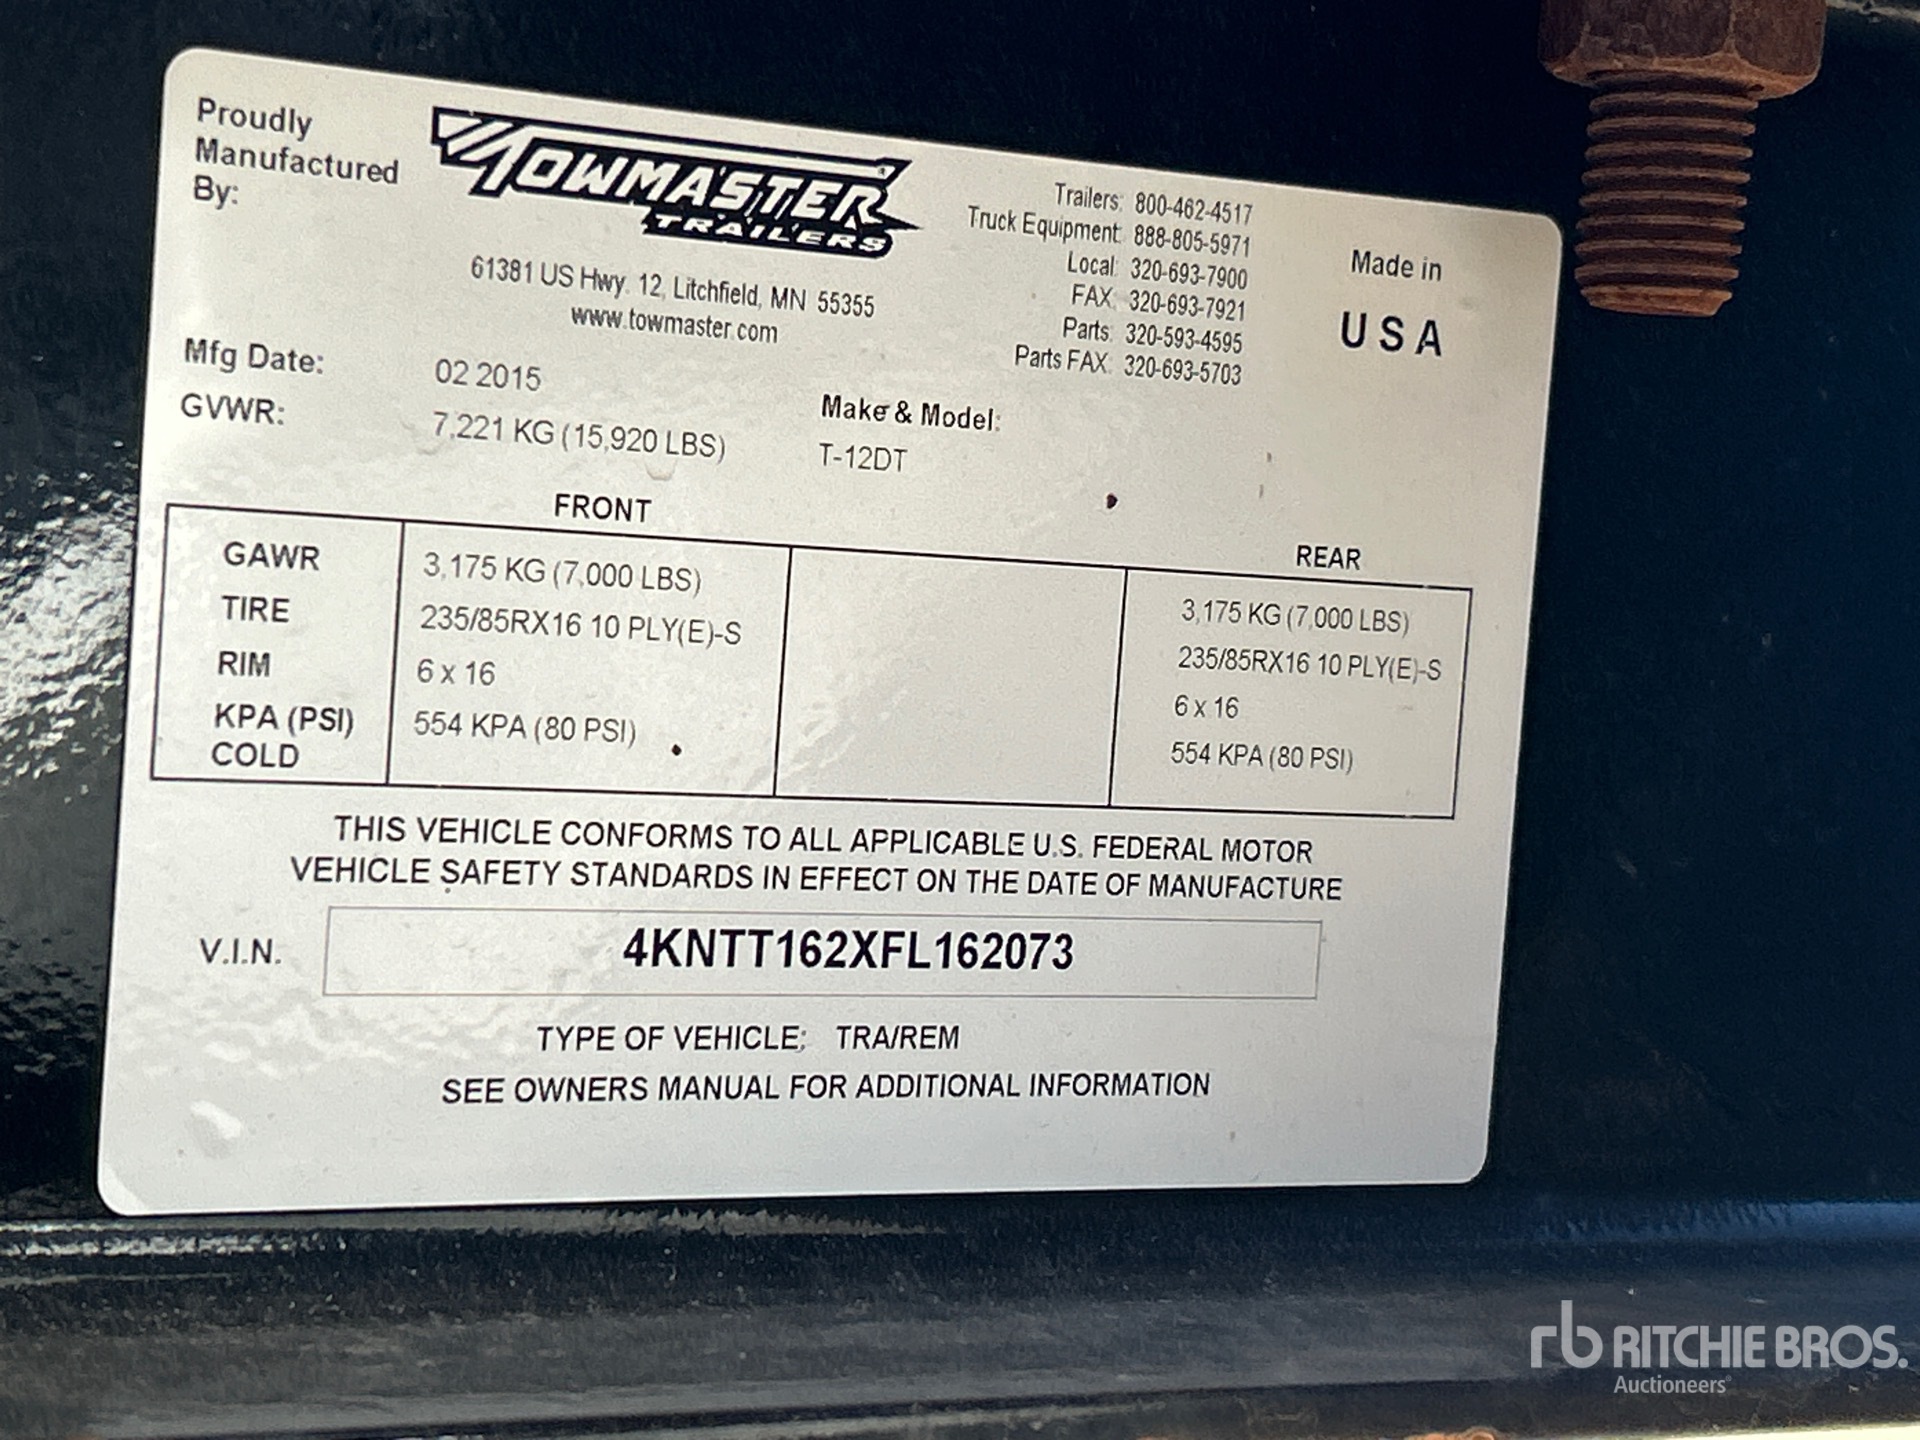 Proudly
Manufactured
By:
TOWMASTER
TRAILERS
61381 US Hwy. 12, Litchfield, MN 55355
www.towmaster.com
Trailers: 800-462-4517
Truck Equipment: 888-805-5971
Local: 320-693-7900
FAX: 320-693-7921
Parts: 320-593-4595
Parts FAX: 320-693-5703
Made in
USA
Mfg Date: 02 2015
GVWR: 7,221 KG (15,920 LBS)
Make & Model:
T-12DT
FRONT REAR
GAWR 3,175 KG (7,000 LBS) 3,175 KG (7,000 LBS)
TIRE 235/85RX16 10 PLY(E)-S 235/85RX16 10 PLY(E)-S
RIM 6 x 16 6 x 16
KPA (PSI) 554 KPA (80 PSI) 554 KPA (80 PSI)
COLD
THIS VEHICLE CONFORMS TO ALL APPLICABLE U.S. FEDERAL MOTOR
VEHICLE SAFETY STANDARDS IN EFFECT ON THE DATE OF MANUFACTURE
V.I.N. 4KNTT162XFL162073
TYPE OF VEHICLE: TRA/REM
SEE OWNERS MANUAL FOR ADDITIONAL INFORMATION
rb RITCHIE BROS.
Auctioneers